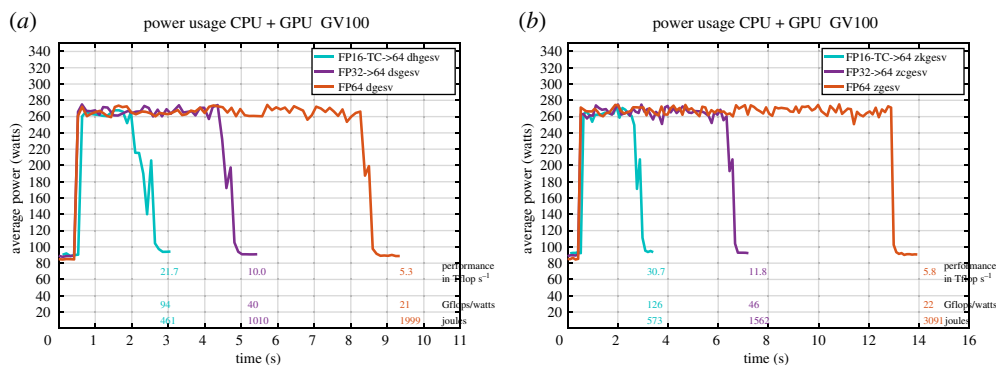 (a) power usage CPU + GPU GV100
340
320
300
280
260
240
220
200
180
160
140
120
100
80
60
40
20
0 1 2 3 4 5 6 7 8 9 10 11
average power (watts)
time (s)
FP16-TC->64 dhgesv
FP32->64 dsgesv
FP64 dgesv
21.7 10.0 5.3 performance
in Tflop s−1
94 40 21 Gflops/watts
461 1010 1999 joules
(b) power usage CPU + GPU GV100
340
320
300
280
260
240
220
200
180
160
140
120
100
80
60
40
20
0 2 4 6 8 10 12 14 16
average power (watts)
time (s)
FP16-TC->64 zkgesv
FP32->64 zcgesv
FP64 zgesv
30.7 11.8 5.8 performance
in Tflop s−1
126 46 22 Gflops/watts
573 1562 3091 joules